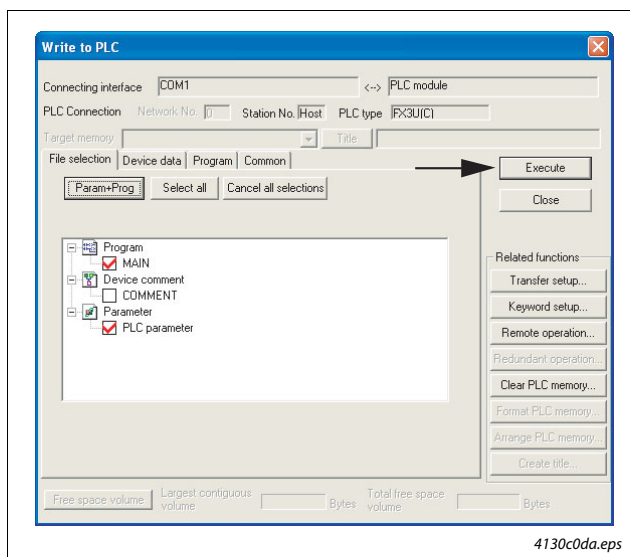 Write to PLC
Connecting interface COM1 <--> PLC module
PLC Connection Network No. 0 Station No. Host PLC type FX3U(C)
Target memory Title
File selection Device data Program Common
Execute
Param+Prog Select all Cancel all selections
Close
Program
MAIN
Device comment
COMMENT
Parameter
PLC parameter
Related functions
Transfer setup...
Keyword setup...
Remote operation...
Redundant operation...
Clear PLC memory...
Format PLC memory...
Arrange PLC memory...
Create title...
Free space volume Largest contiguous volume Bytes Total free space volume Bytes
4130c0da.eps